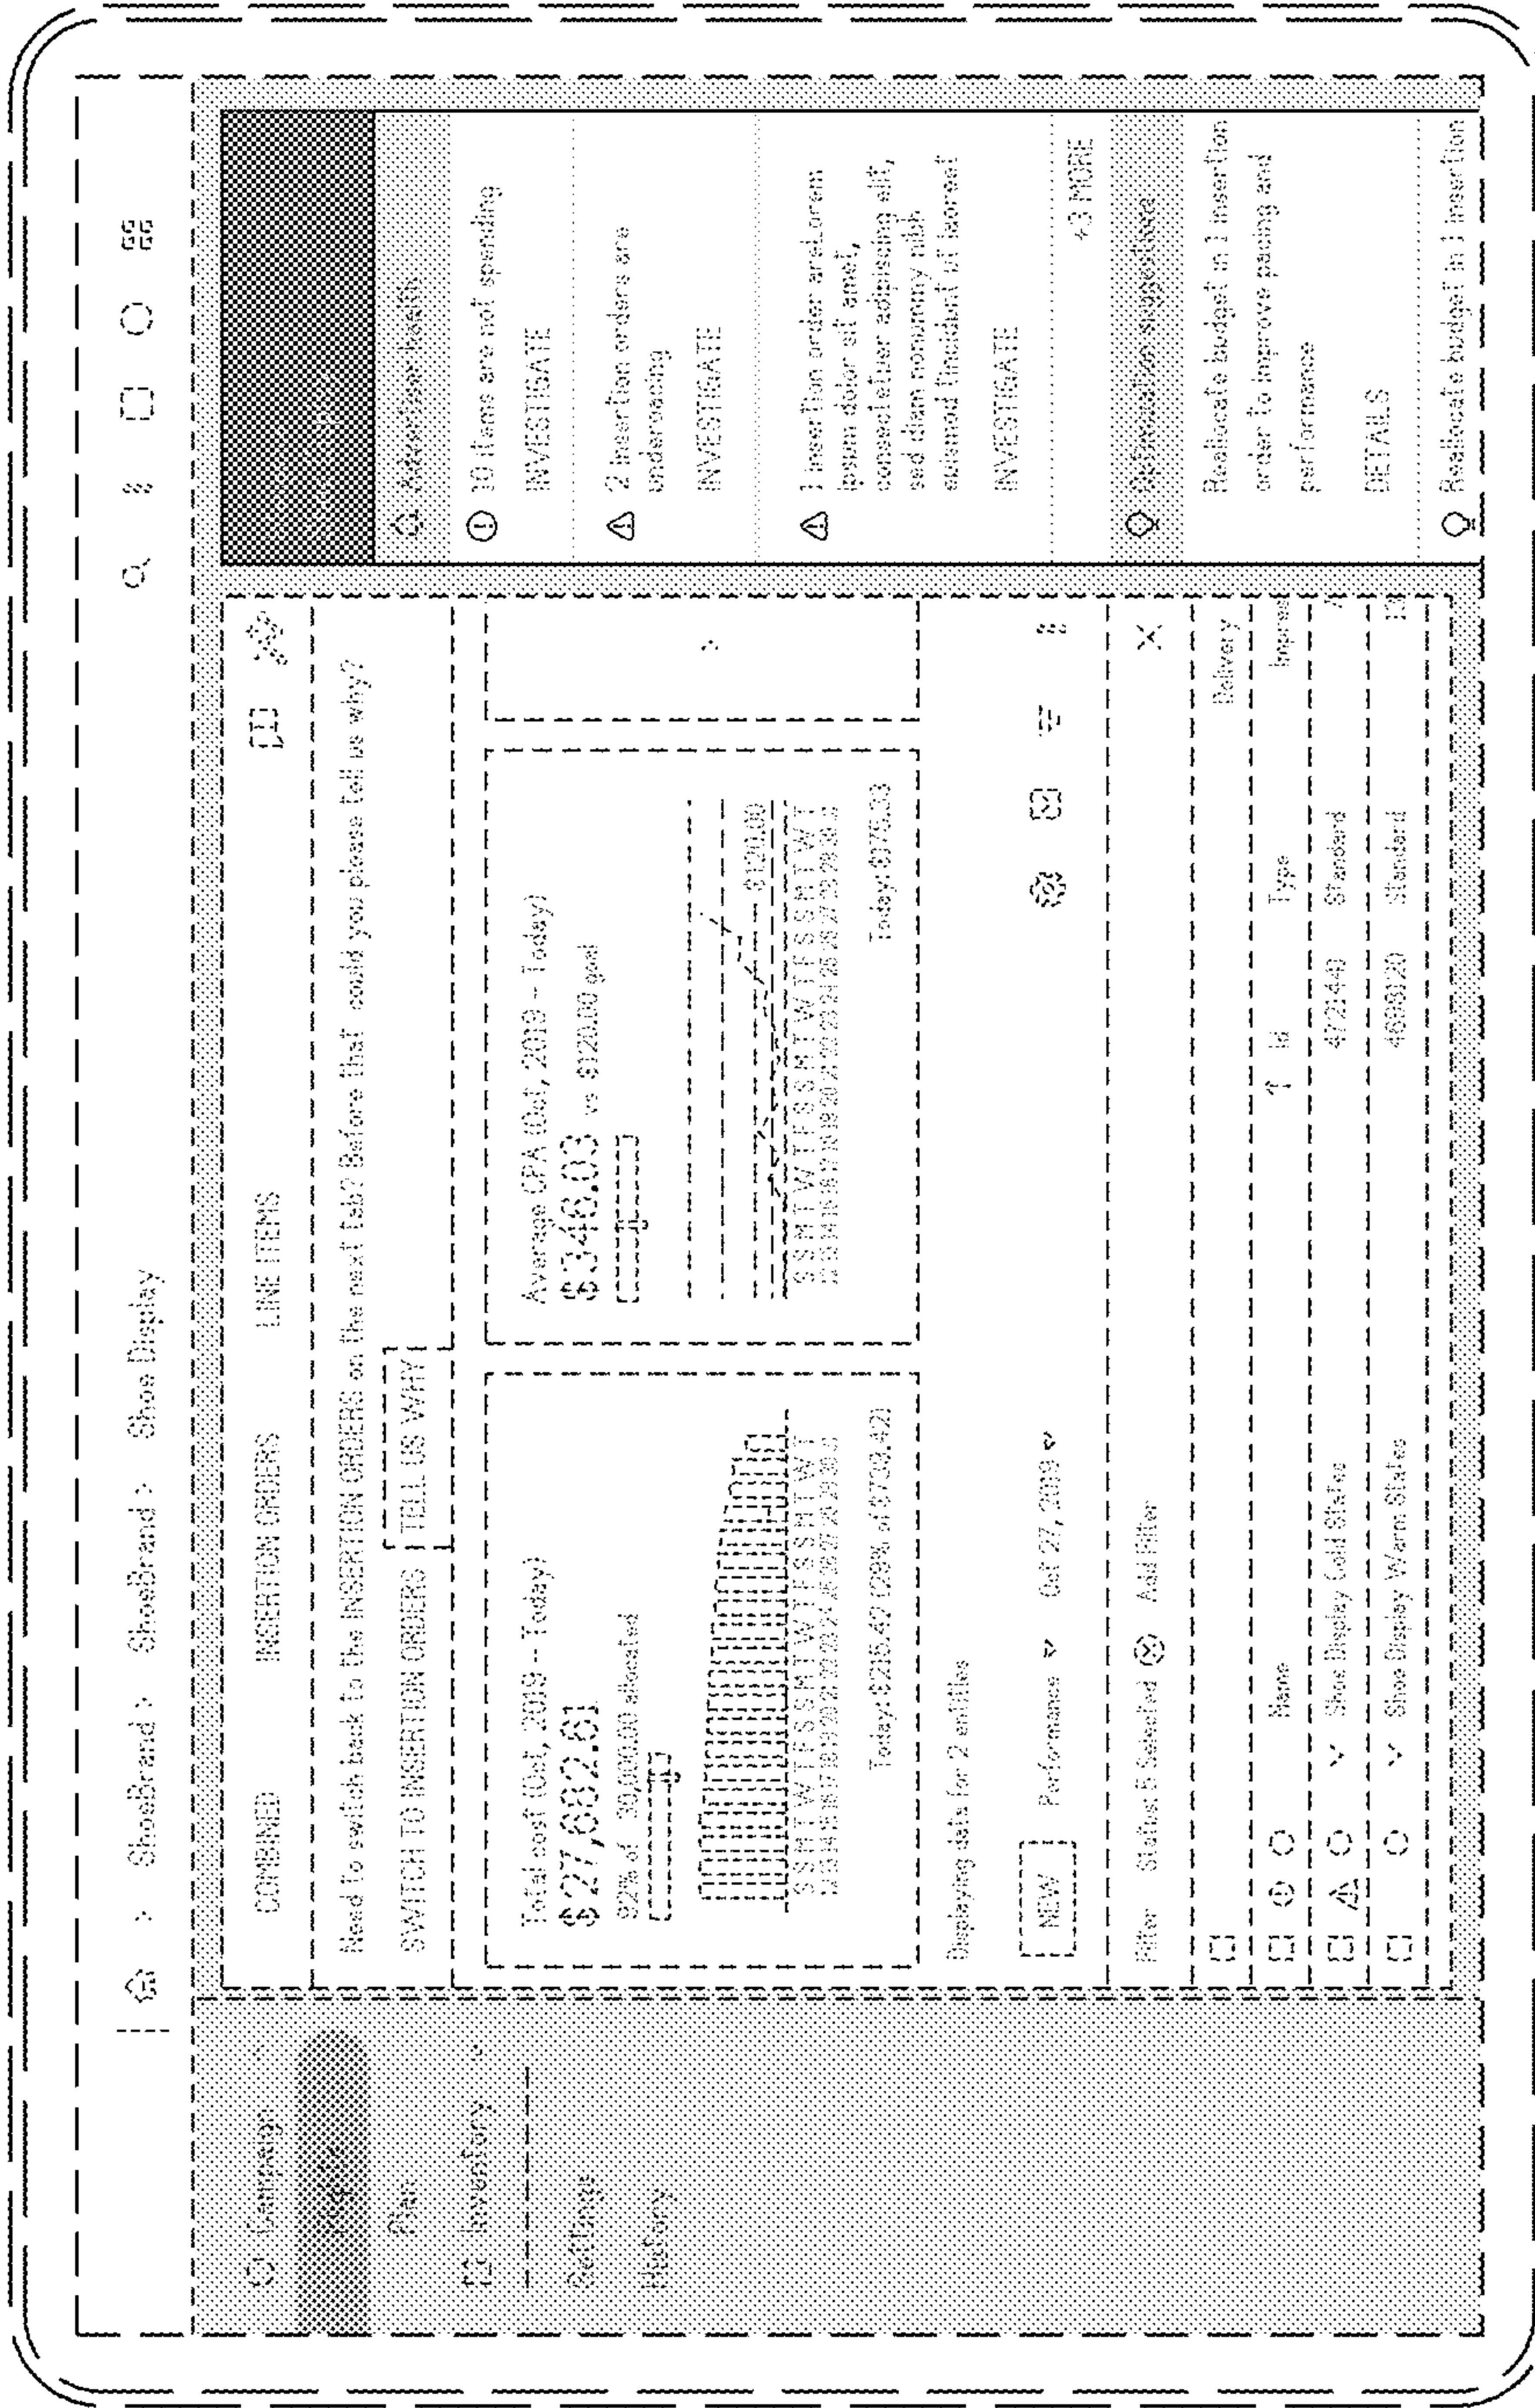 > ShoeBrand > ShoeBrand > ShoeBrand > Shoe Display
Campaign
Plan
Inventory
Settings
History
COMBINED INSERTION ORDERS LINE ITEMS
Need to switch back to the INSERTION ORDERS on the next tab? Before that could you please tell us why?
SWITCH TO INSERTION ORDERS TELL US WHY
Total cost (Oct, 2019 – Today)
$27,682.61
92% of 30,000.00 allocated
S S M T W T F S S M T W T F S S M T W T
Average CPA (Oct, 2019 – Today)
$346.03 vs $120.00 goal
$120.00
S S M T W T F S S M T W T F S S M T W T
Today: $375.33
>
Displaying data for 2 entities
NEW Performance Oct 27, 2019
Filter Status: 5 Selected Add Filter
Delivery
Name ↑ Id Type Impres
Shoe Display Cold States Standard
Shoe Display Warm States Standard
Advertiser health
10 items are not spending
INVESTIGATE
2 insertion orders are
underpacing
INVESTIGATE
1 insertion order are
ipsum dolor sit amet,
consectetuer adipiscing elit,
sed diam nonummy nibh
euismod tincidunt ut laoreet
INVESTIGATE
+3 MORE
Optimization suggestions
Reallocate budget in 1 insertion
order to improve pacing and
performance
DETAILS
Reallocate budget in 1 insertion